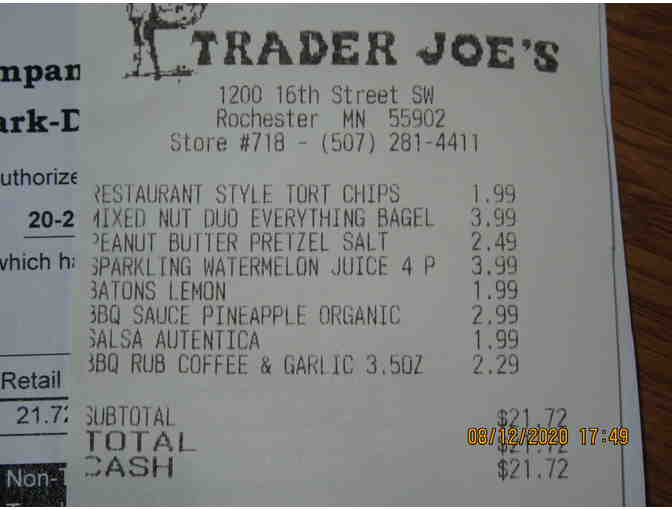 TRADER JOE'S
1200 16th Street SW
Rochester MN 55902
Store #718 - (507) 281-4411
RESTAURANT STYLE TORT CHIPS 1.99
MIXED NUT DUO EVERYTHING BAGEL 3.99
PEANUT BUTTER PRETZEL SALT 2.49
SPARKLING WATERMELON JUICE 4 P 3.99
BATONS LEMON 1.99
BBQ SAUCE PINEAPPLE ORGANIC 2.99
SALSA AUTENTICA 1.99
BBQ RUB COFFEE & GARLIC 3.5OZ 2.29
SUBTOTAL $21.72
TOTAL $21.72
CASH $21.72
08/12/2020 17:49
mpan
ark-D
uthorize
20-2
which ha
Retail
21.72
Non-T